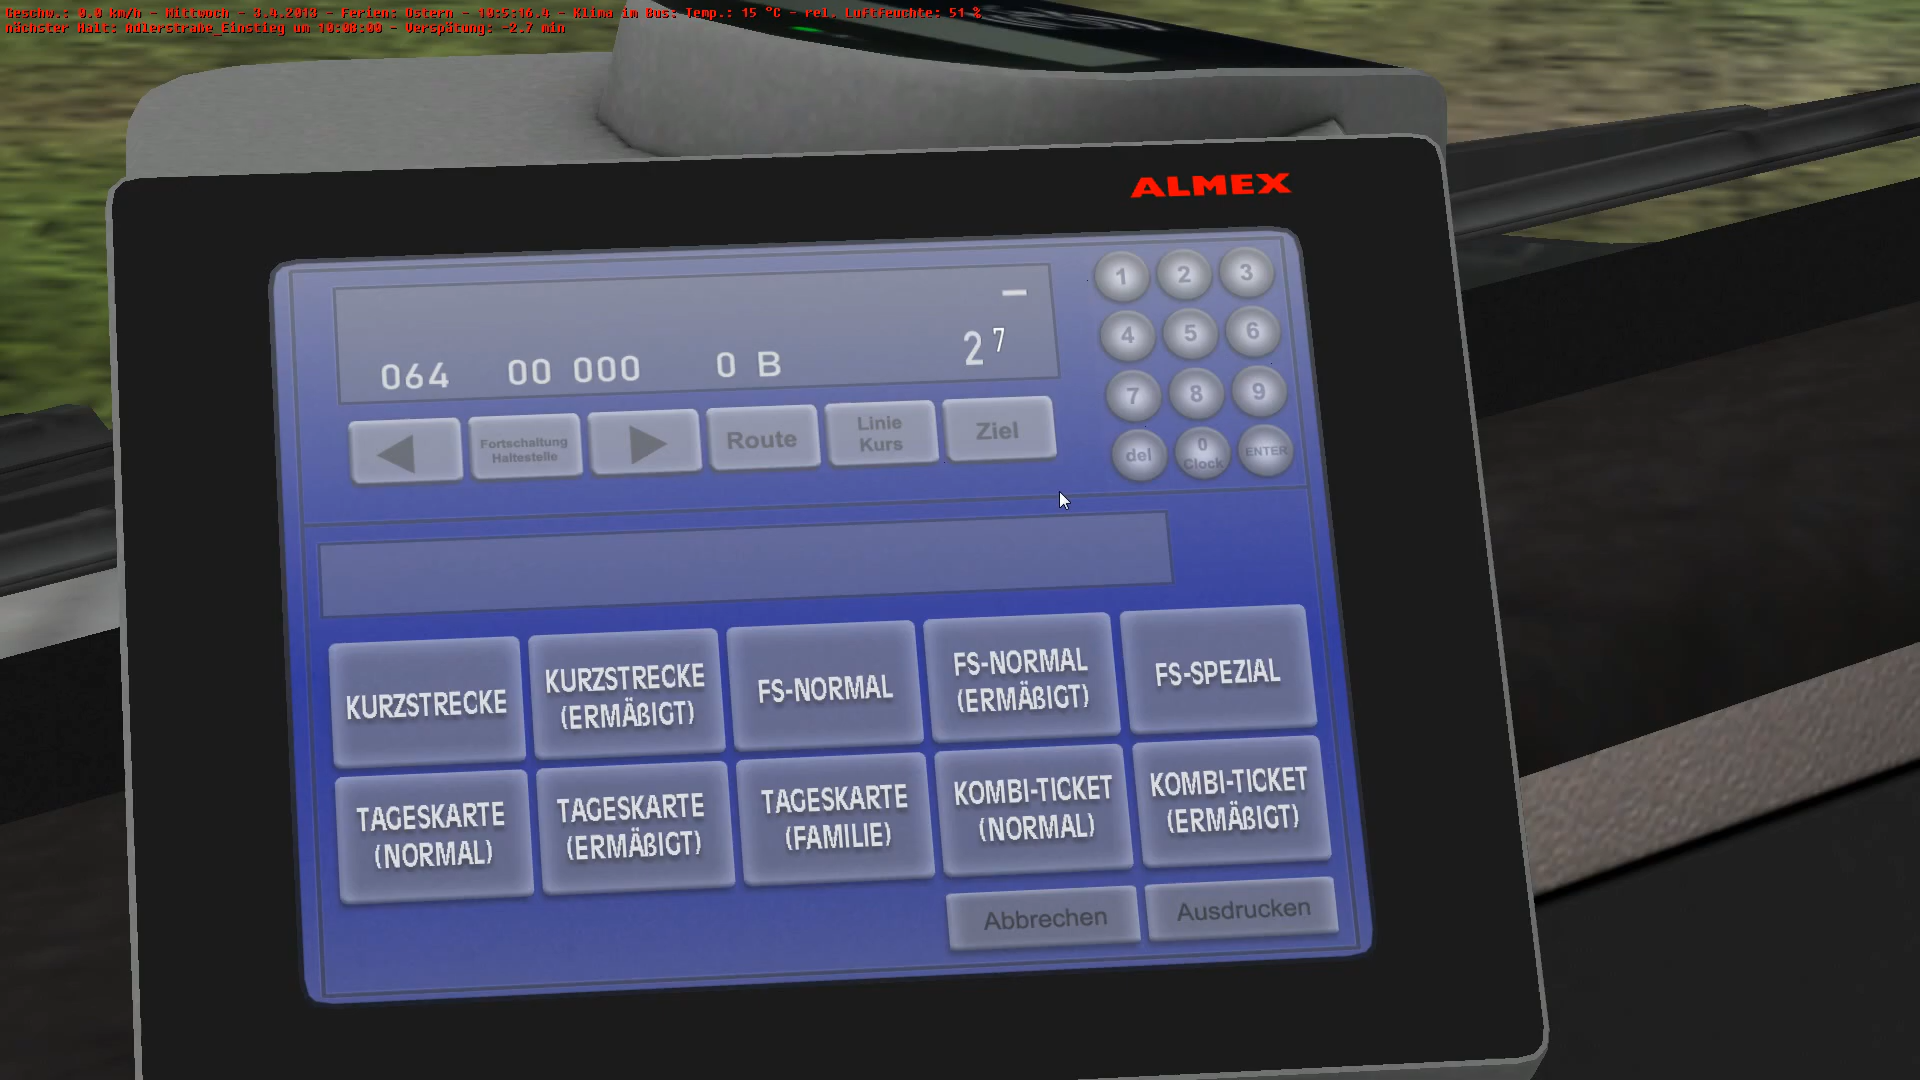 Geschw.: 0.0 km/h - Mittwoch - 3.4.2013 - Ferien: Ostern - 10:5:16.4 - Klima im Bus: Temp.: 15 °C - rel. Luftfeuchte: 51 %
nächster Halt: Adlerstraße_Einstieg um 10:08:00 - Verspätung: -2.7 min
ALMEX
064 00 000 0 B 2 7
Fortschaltung
Haltestelle
Route
Linie
Kurs
Ziel
1 2 3
4 5 6
7 8 9
del 0 Clock ENTER
KURZSTRECKE
KURZSTRECKE
(ERMÄßIGT)
FS-NORMAL
FS-NORMAL
(ERMÄßIGT)
FS-SPEZIAL
TAGESKARTE
(NORMAL)
TAGESKARTE
(ERMÄßIGT)
TAGESKARTE
(FAMILIE)
KOMBI-TICKET
(NORMAL)
KOMBI-TICKET
(ERMÄßIGT)
Abbrechen
Ausdrucken